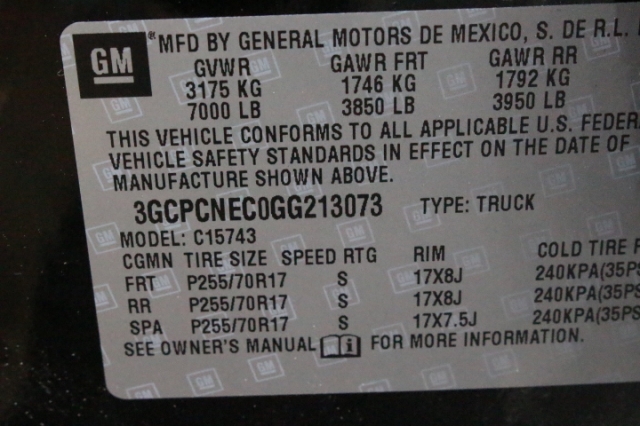 GM *MFD BY GENERAL MOTORS DE MEXICO, S. DE R.L.
GVWR GAWR FRT GAWR RR
3175 KG 1746 KG 1792 KG
7000 LB 3850 LB 3950 LB
THIS VEHICLE CONFORMS TO ALL APPLICABLE U.S. FEDER
VEHICLE SAFETY STANDARDS IN EFFECT ON THE DATE OF
MANUFACTURE SHOWN ABOVE.
3GCPCNEC0GG213073 TYPE: TRUCK
MODEL: C15743
CGMN TIRE SIZE SPEED RTG RIM COLD TIRE
FRT P255/70R17 S 17X8J 240KPA(35PS
RR P255/70R17 S 17X8J 240KPA(35PS
SPA P255/70R17 S 17X7.5J 240KPA(35PS
SEE OWNER'S MANUAL i FOR MORE INFORMATION.